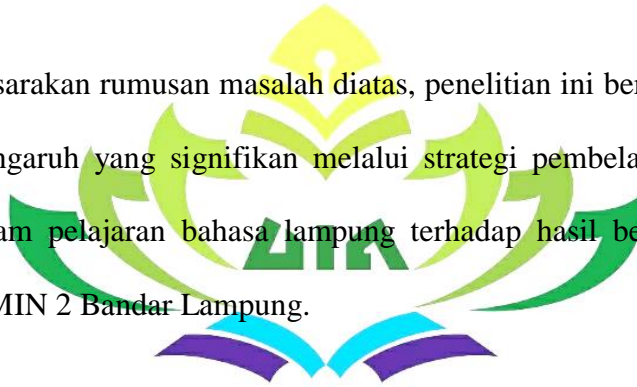 sarakan rumusan masalah diatas, penelitian ini ber
ngaruh yang signifikan melalui strategi pembela
am pelajaran bahasa lampung terhadap hasil be
MIN 2 Bandar Lampung.